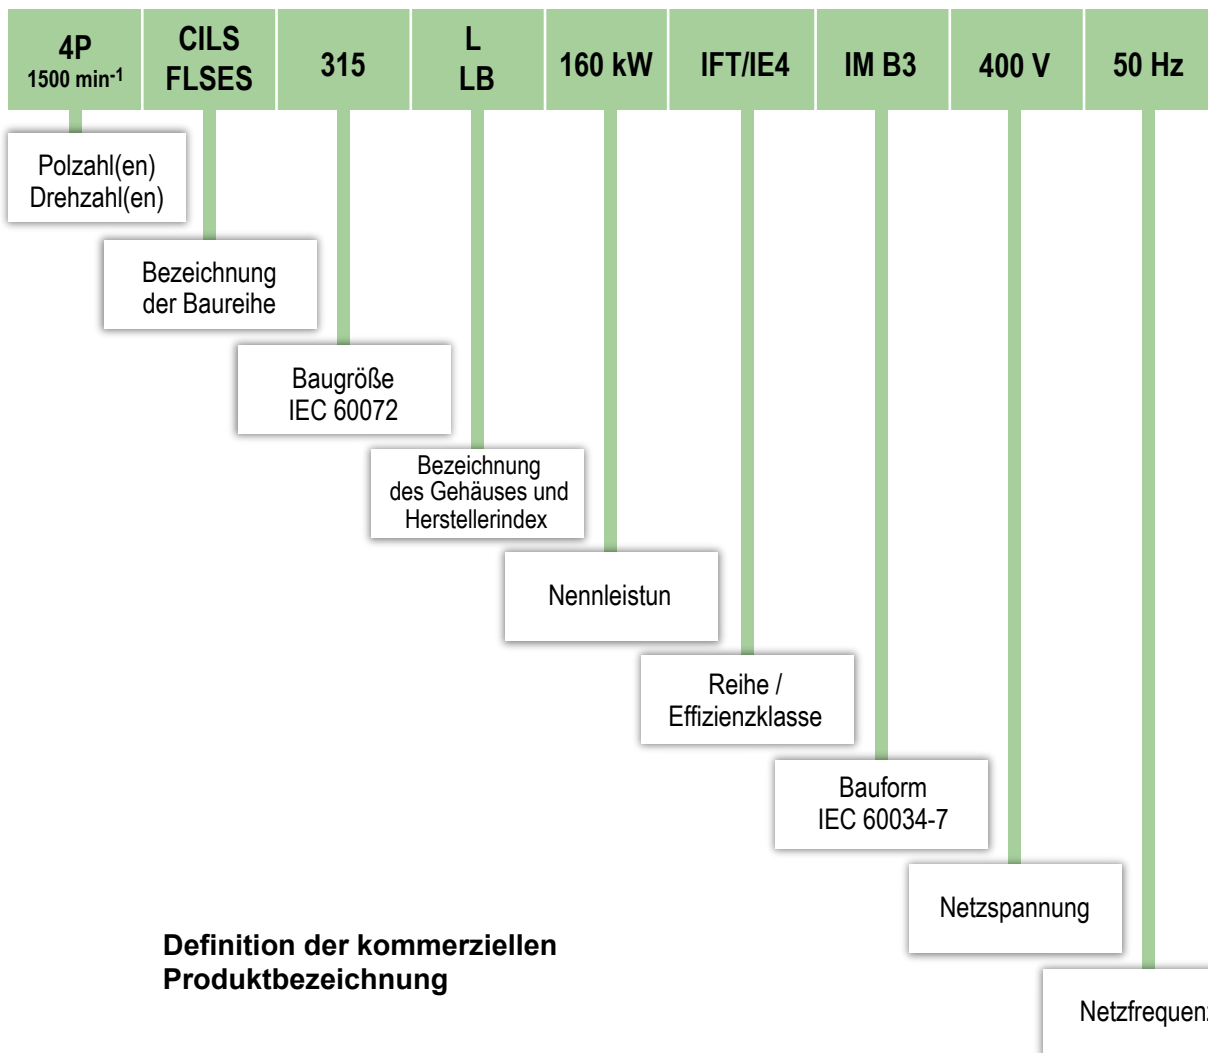 4P
1500 min-1
CILS
FLSES
315
L
LB
160 kW
IFT/IE4
IM B3
400 V
50 Hz
Polzahl(en)
Drehzahl(en)
Bezeichnung
der Baureihe
Baugröße
IEC 60072
Bezeichnung
des Gehäuses und
Herstellerindex
Nennleistun
Reihe /
Effizienzklasse
Bauform
IEC 60034-7
Netzspannung
Netzfrequenz
Definition der kommerziellen
Produktbezeichnung